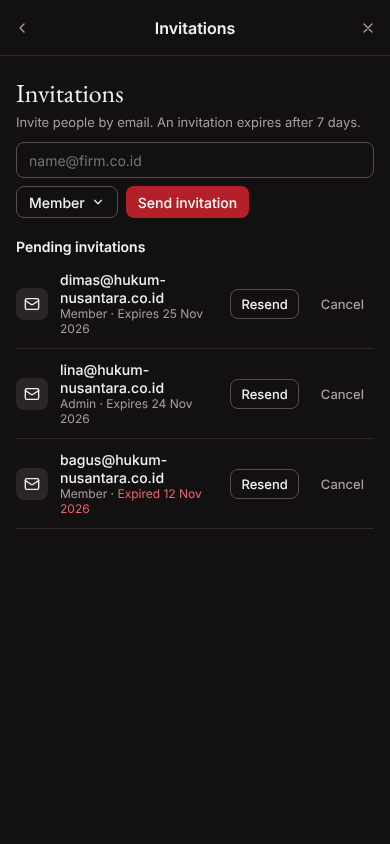 Invitations
Invitations
Invite people by email. An invitation expires after 7 days.
name@firm.co.id
Member
Send invitation
Pending invitations
dimas@hukum-
nusantara.co.id
Member · Expires 25 Nov
2026
Resend
Cancel
lina@hukum-
nusantara.co.id
Admin · Expires 24 Nov
2026
Resend
Cancel
bagus@hukum-
nusantara.co.id
Member · Expired 12 Nov
2026
Resend
Cancel